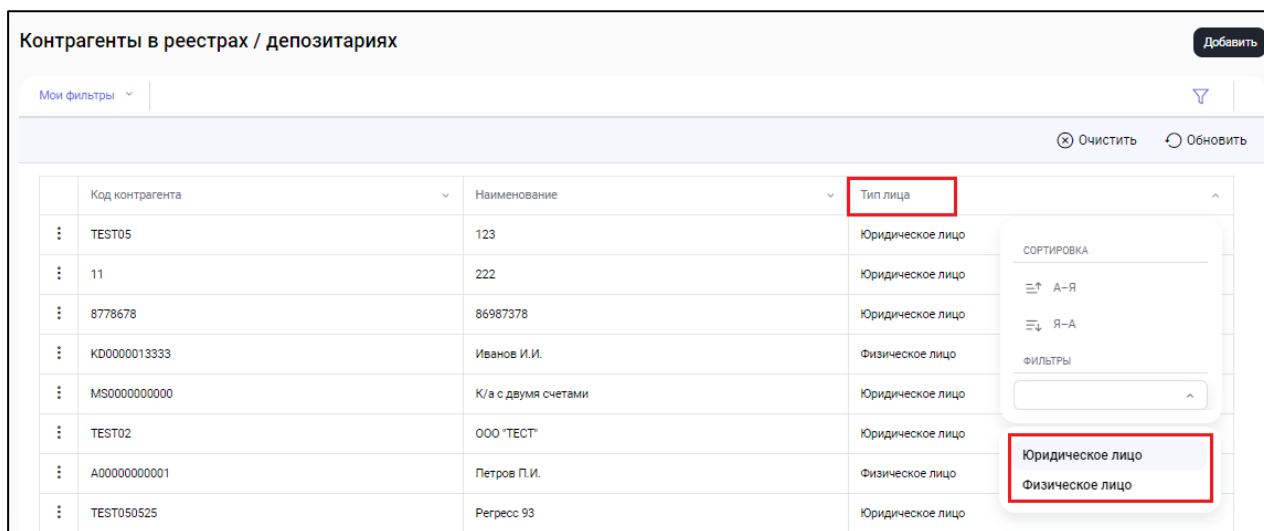 Контрагенты в реестрах / депозитариях
Добавить
Мои фильтры
Очистить Обновить
Код контрагента Наименование Тип лица
TEST05 123 Юридическое лицо
11 222 Юридическое лицо
8778678 86987378 Юридическое лицо
KD0000013333 Иванов И.И. Физическое лицо
MS0000000000 К/а с двумя счетами Юридическое лицо
TEST02 ООО "ТЕСТ" Юридическое лицо
A00000000001 Петров П.И. Физическое лицо
TEST050525 Регресс 93 Юридическое лицо
СОРТИРОВКА
А–Я
Я–А
ФИЛЬТРЫ
Юридическое лицо
Физическое лицо